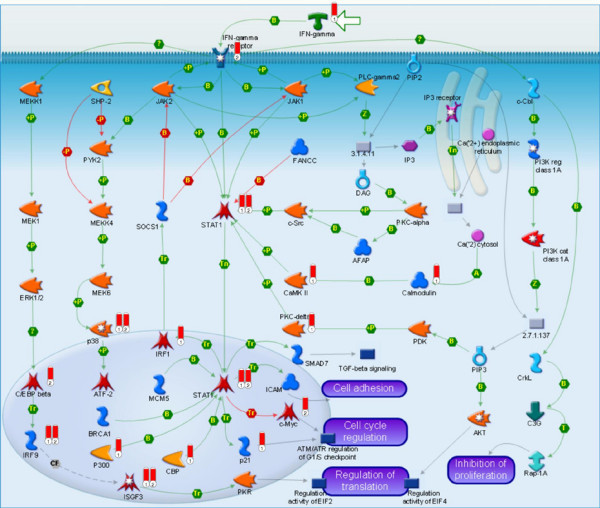 IFN-gamma
IFN-gamma
receptor
MEKK1
SHP-2
JAK2
JAK1
PLC-gamma2
PIP2
IP3 receptor
c-Cbl
PYK2
FANCC
3.1.4.11
IP3
Ca(2+) endoplasmic
reticulum
PI3K reg
class 1A
DAG
MEK1
MEKK4
SOCS1
STAT1
c-Src
PKC-alpha
Ca(2) cytosol
PI3K cat
class 1A
AFAP
ERK1/2
MEK6
CaMK II
Calmodulin
PKC-delta
PDK
2.7.1.137
p38
IRF1
SMAD7
TGF-beta signaling
PIP3
CrkL
C/EBP beta
ATF-2
MCM5
STAT1
ICAM
Cell adhesion
c-Myc
BRCA1
Cell cycle
regulation
AKT
C3G
IRF9
P300
CBP
p21
ATM/ATR regulation
of G1/S checkpoint
CE
ISGF3
PKR
Regulation of
translation
Inhibition of
proliferation
Rap-1A
Regulation
activity of EIF2
Regulation
activity of EIF4